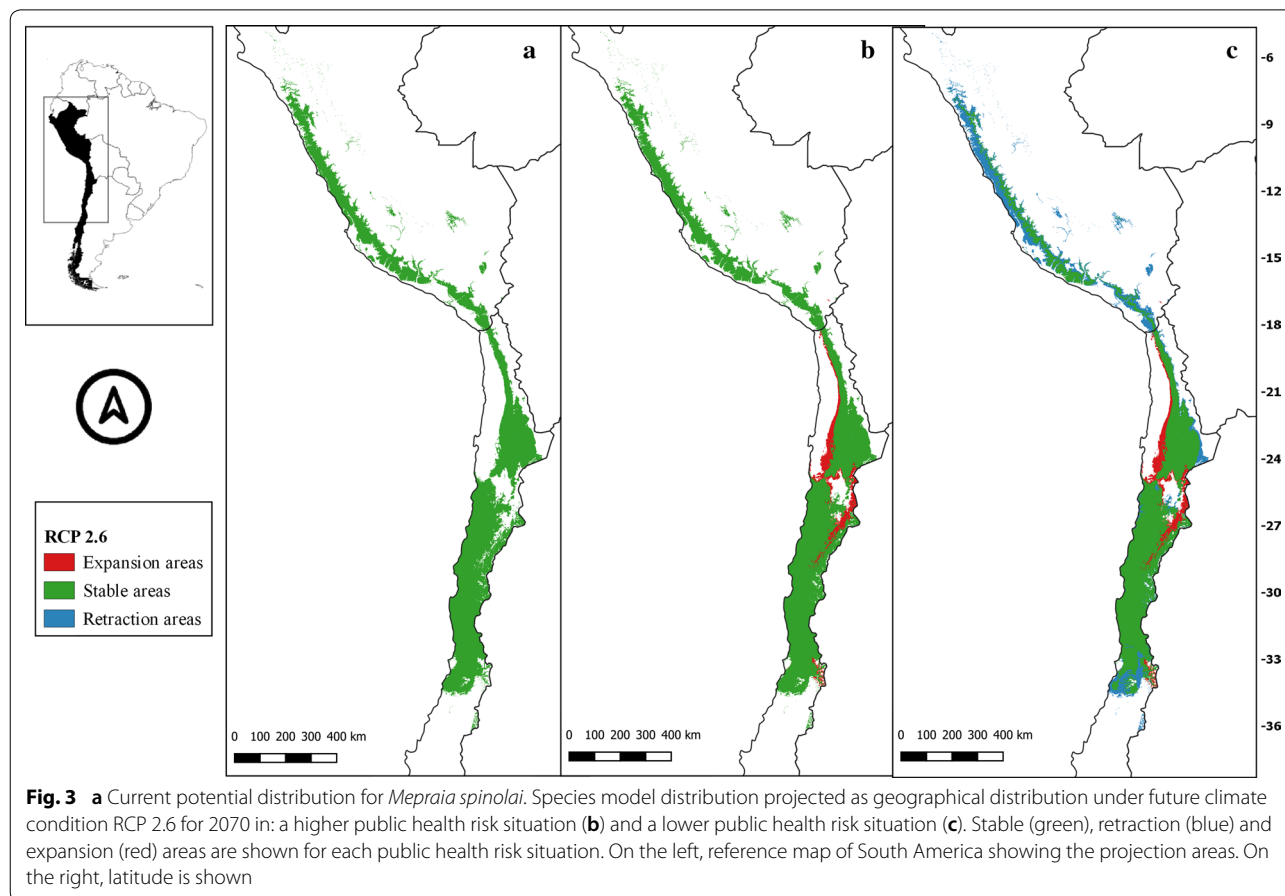 a
b
c
-6
-9
-12
-15
-18
-21
-24
-27
-30
-33
-36
RCP 2.6
Expansion areas
Stable areas
Retraction areas
0 100 200 300 400 km
0 100 200 300 400 km
0 100 200 300 400 km
Fig. 3 a Current potential distribution for Mepraia spinolai. Species model distribution projected as geographical distribution under future climate
condition RCP 2.6 for 2070 in: a higher public health risk situation (b) and a lower public health risk situation (c). Stable (green), retraction (blue) and
expansion (red) areas are shown for each public health risk situation. On the left, reference map of South America showing the projection areas. On
the right, latitude is shown